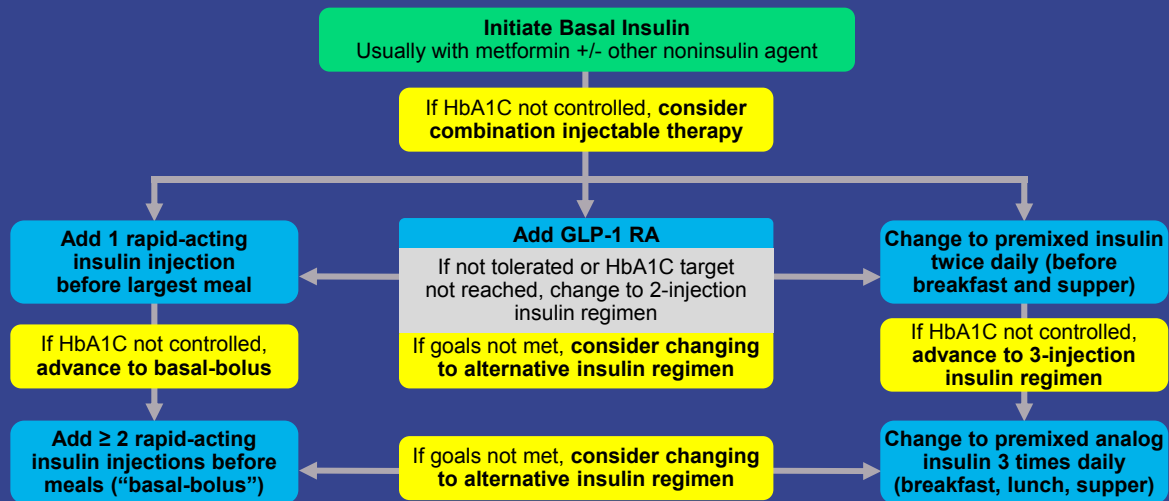 Initiate Basal Insulin
Usually with metformin +/- other noninsulin agent
If HbA1C not controlled, consider
combination injectable therapy
Add 1 rapid-acting
insulin injection
before largest meal
Add GLP-1 RA
If not tolerated or HbA1C target
not reached, change to 2-injection
insulin regimen
If goals not met, consider changing
to alternative insulin regimen
Change to premixed insulin
twice daily (before
breakfast and supper)
If HbA1C not controlled,
advance to basal-bolus
If HbA1C not controlled,
advance to 3-injection
insulin regimen
Add ≥ 2 rapid-acting
insulin injections before
meals (“basal-bolus”)
If goals not met, consider changing
to alternative insulin regimen
Change to premixed analog
insulin 3 times daily
(breakfast, lunch, supper)